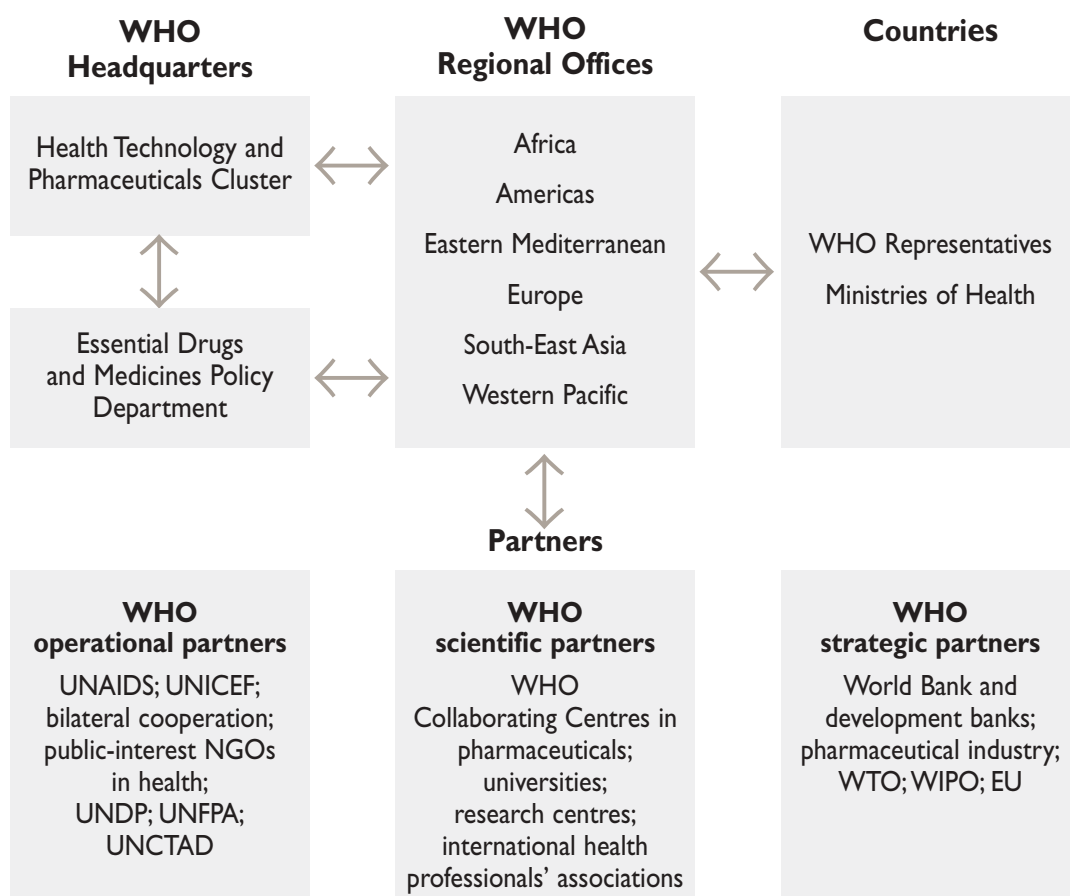 WHO
Headquarters
WHO
Regional Offices
Countries
Health Technology and
Pharmaceuticals Cluster
Essential Drugs
and Medicines Policy
Department
Africa
Americas
Eastern Mediterranean
Europe
South-East Asia
Western Pacific
WHO Representatives
Ministries of Health
Partners
WHO
operational partners
UNAIDS; UNICEF;
bilateral cooperation;
public-interest NGOs
in health;
UNDP; UNFPA;
UNCTAD
WHO
scientific partners
WHO
Collaborating Centres in
pharmaceuticals;
universities;
research centres;
international health
professionals’ associations
WHO
strategic partners
World Bank and
development banks;
pharmaceutical industry;
WTO; WIPO; EU